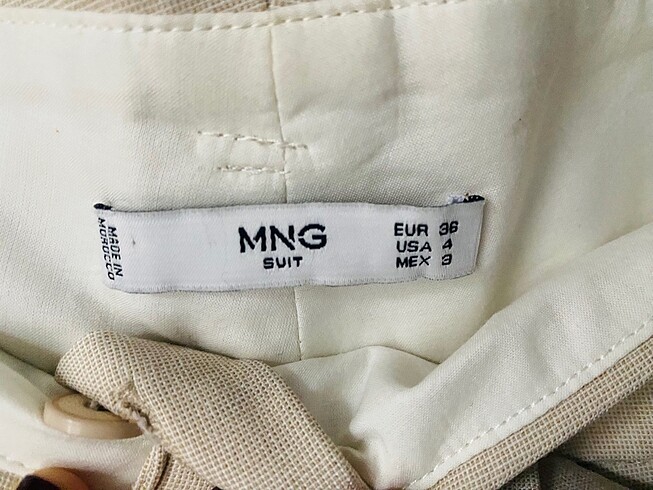 MADE IN
MOROCCO
MNG
SUIT
EUR 36
USA 4
MEX 3